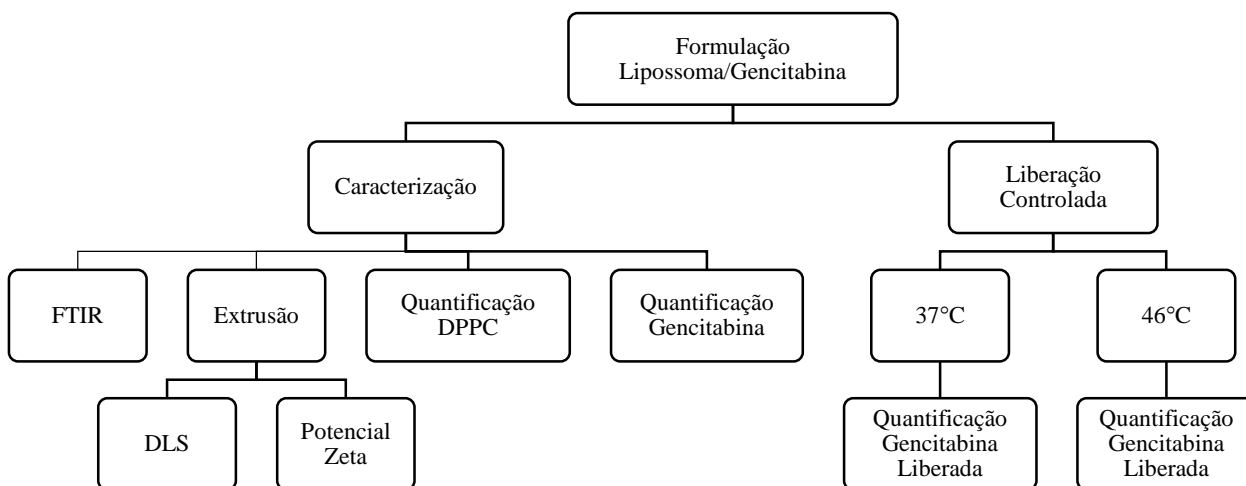 Formulação
Lipossoma/Gencitabina
Caracterização
Liberação
Controlada
FTIR
Extrusão
Quantificação
DPPC
Quantificação
Gencitabina
37°C
46°C
DLS
Potencial
Zeta
Quantificação
Gencitabina
Liberada
Quantificação
Gencitabina
Liberada